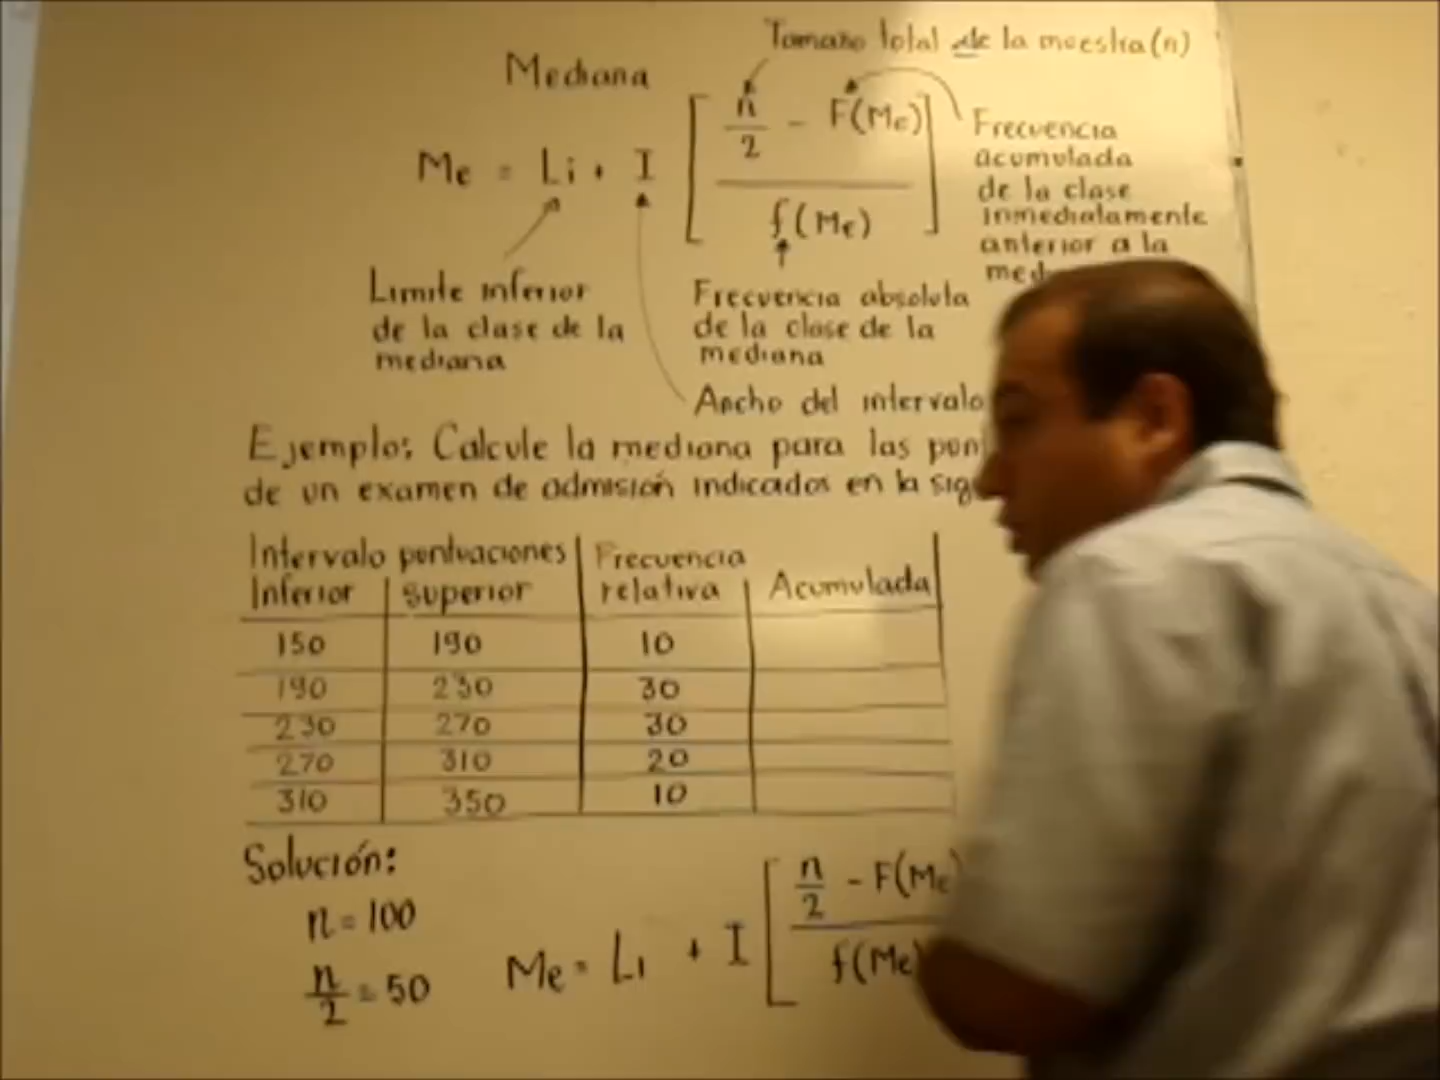 Tamaño total de la muestra (n)
Mediana
Me = Li + I [ n/2 - F(Me) / f(Me) ]
Frecuencia
acumulada
de la clase
inmediatamente
anterior a la
Limite inferior
de la clase de la
mediana
Frecuencia absoluta
de la clase de la
mediana
Ancho del intervalo
Ejemplo: Calcule la mediana para las
de un examen de admisión indicados en la
Intervalo puntuaciones Frecuencia
Inferior superior relativa Acumulada
150 190 10
190 230 30
230 270 30
270 310 20
310 350 10
Solución:
n = 100
n/2 = 50
Me = Li + I [ n/2 - F(Me) / f(Me)